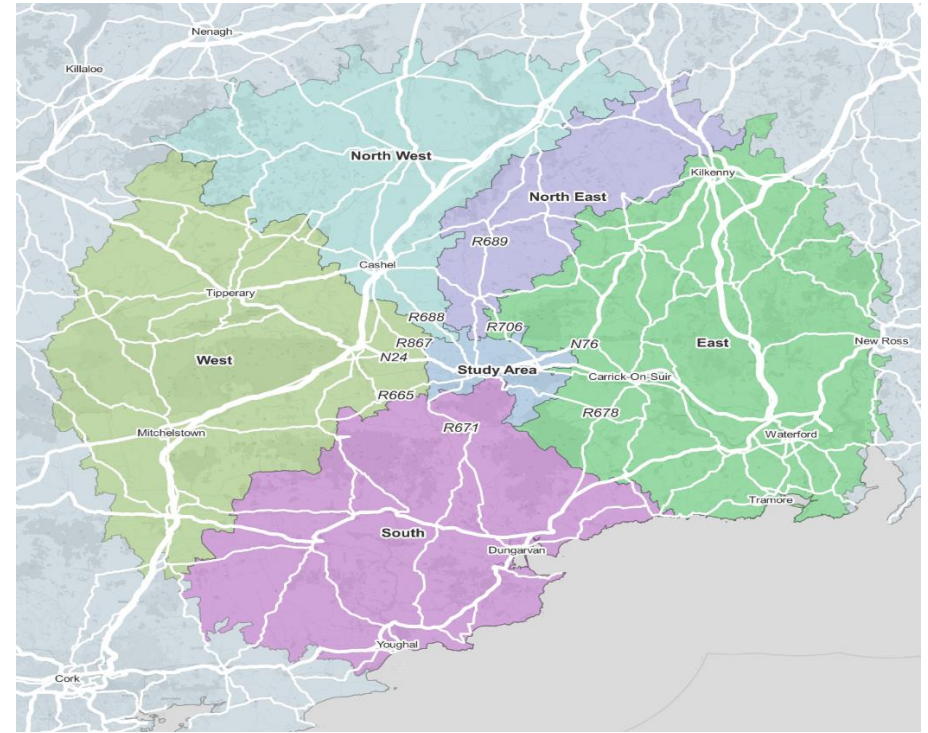 Nenagh
Killaloe
North West
Kilkenny
North East
R689
Cashel
Tipperary
R688
R706
R867
N76
East
New Ross
West
N24
Study Area
Carrick-On-Suir
R665
R678
R671
Mitchelstown
Waterford
Tramore
South
Dungarvan
Youghal
Cork